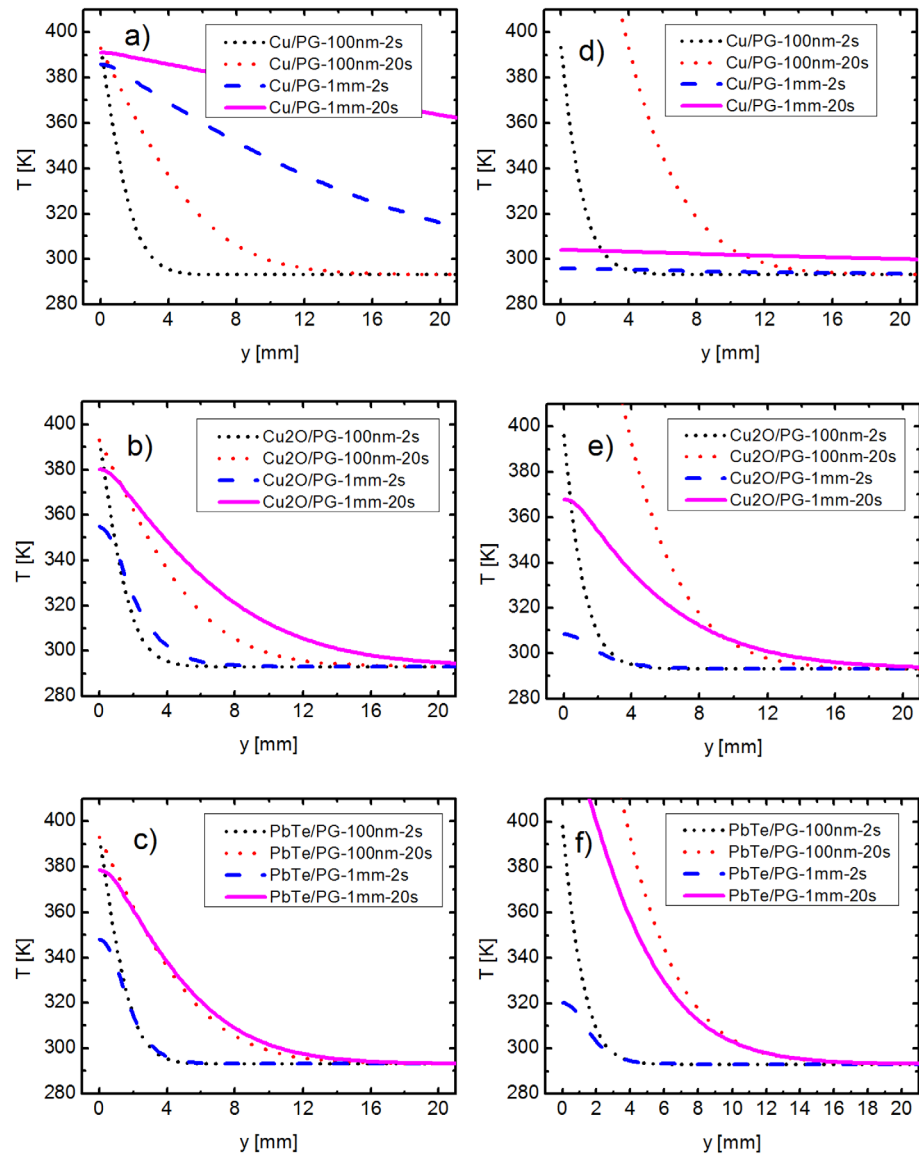 a)
Cu/PG-100nm-2s
Cu/PG-100nm-20s
Cu/PG-1mm-2s
Cu/PG-1mm-20s
T [K]
400
380
360
340
320
300
280
0 4 8 12 16 20
y [mm]
d)
Cu/PG-100nm-2s
Cu/PG-100nm-20s
Cu/PG-1mm-2s
Cu/PG-1mm-20s
T [K]
400
380
360
340
320
300
280
0 4 8 12 16 20
y [mm]
b)
Cu2O/PG-100nm-2s
Cu2O/PG-100nm-20s
Cu2O/PG-1mm-2s
Cu2O/PG-1mm-20s
T [K]
400
380
360
340
320
300
280
0 4 8 12 16 20
y [mm]
e)
Cu2O/PG-100nm-2s
Cu2O/PG-100nm-20s
Cu2O/PG-1mm-2s
Cu2O/PG-1mm-20s
T [K]
400
380
360
340
320
300
280
0 4 8 12 16 20
y [mm]
c)
PbTe/PG-100nm-2s
PbTe/PG-100nm-20s
PbTe/PG-1mm-2s
PbTe/PG-1mm-20s
T [K]
400
380
360
340
320
300
280
0 4 8 12 16 20
y [mm]
f)
PbTe/PG-100nm-2s
PbTe/PG-100nm-20s
PbTe/PG-1mm-2s
PbTe/PG-1mm-20s
T [K]
400
380
360
340
320
300
280
0 2 4 6 8 10 12 14 16 18 20
y [mm]